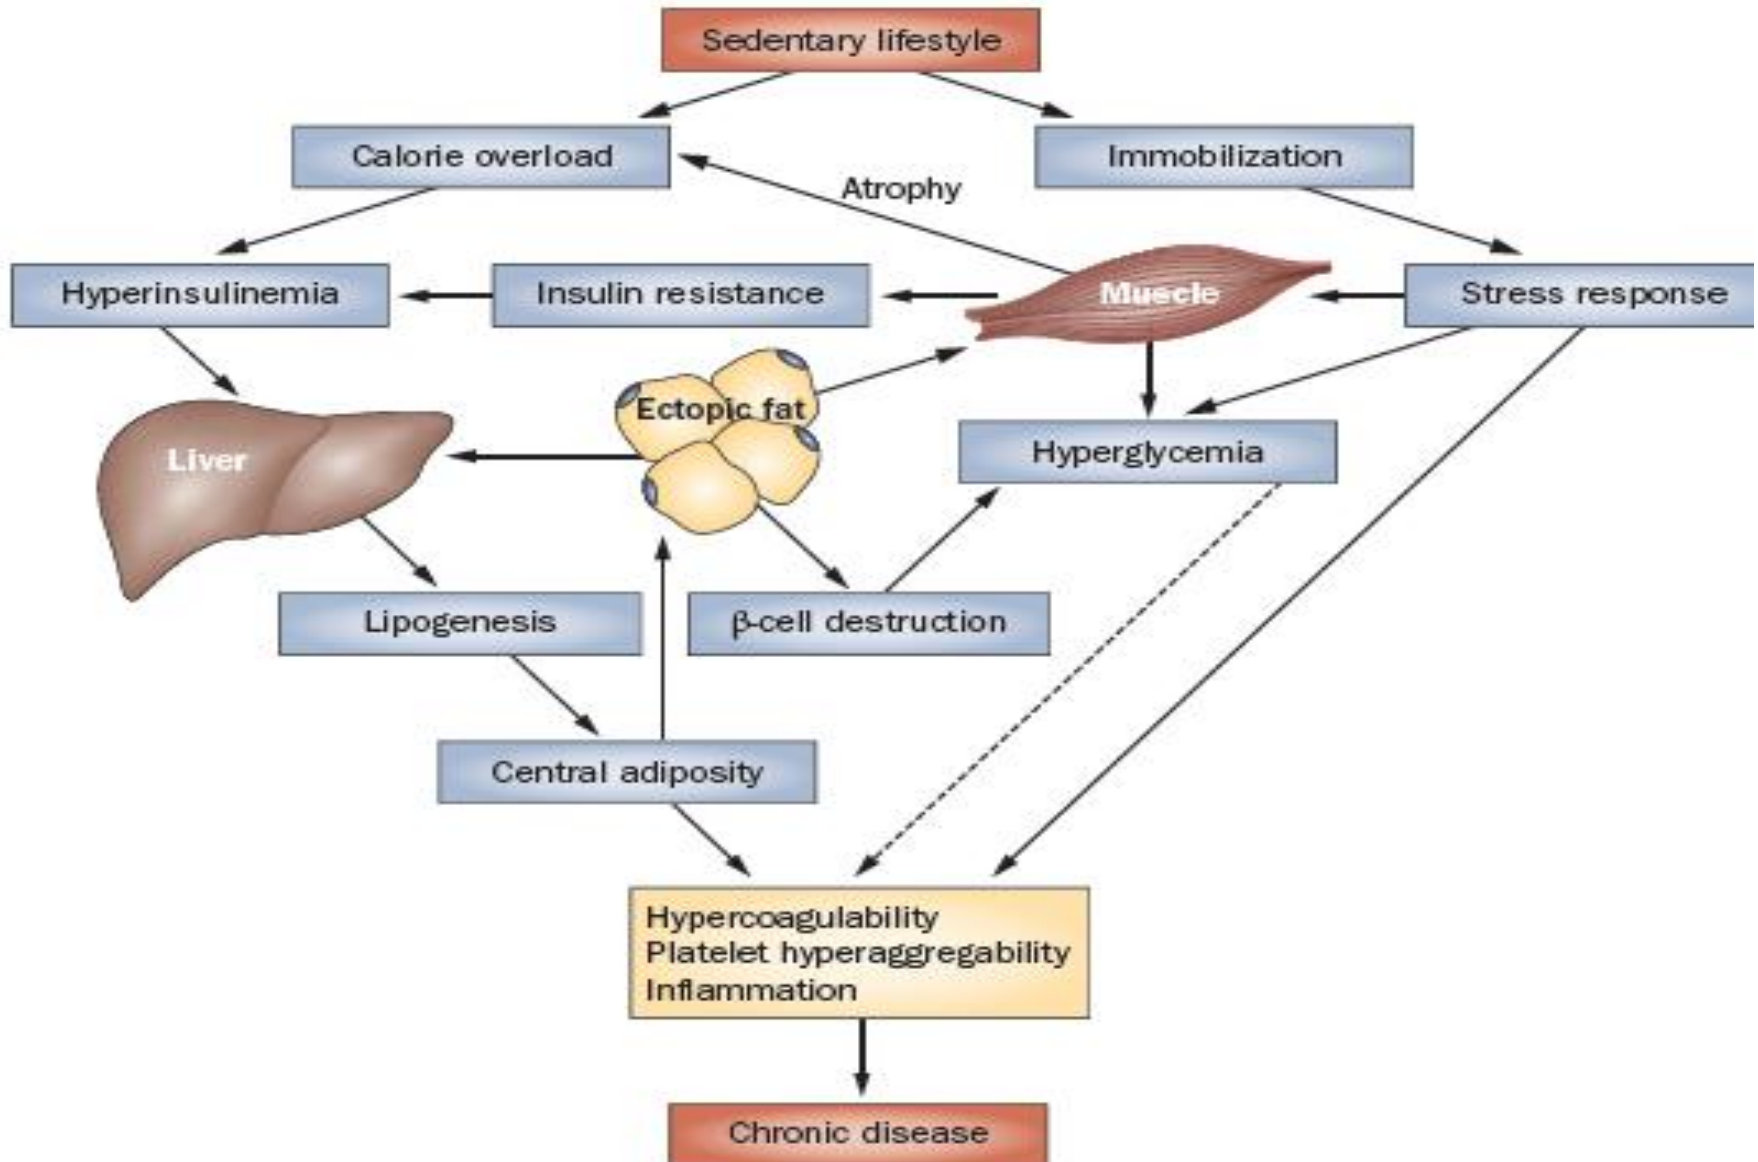 Sedentary lifestyle
Calorie overload
Immobilization
Atrophy
Hyperinsulinemia
Insulin resistance
Muscle
Stress response
Ectopic fat
Liver
Hyperglycemia
Lipogenesis
β-cell destruction
Central adiposity
Hypercoagulability
Platelet hyperaggregability
Inflammation
Chronic disease